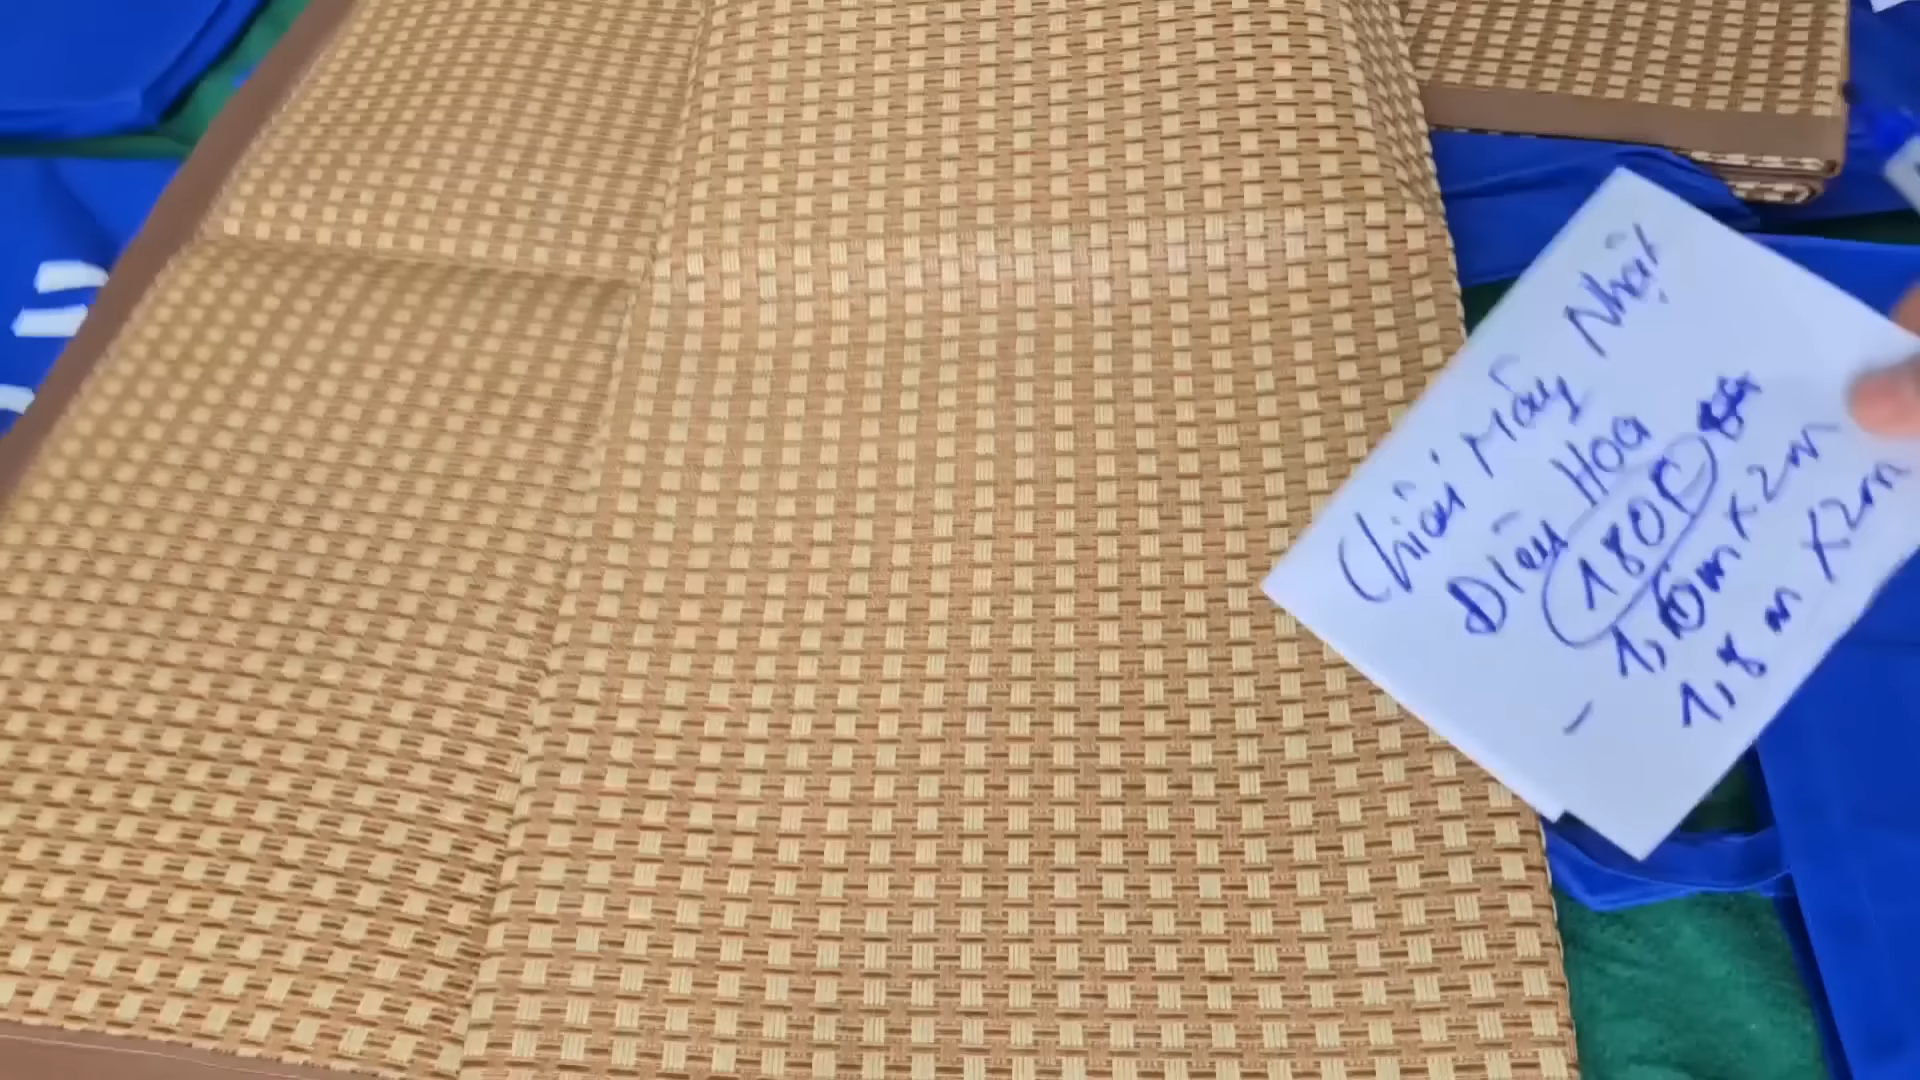 Chiếu Mây Nhật
Điều Hoà
180K
1,6m x 2m
1,8m x 2m